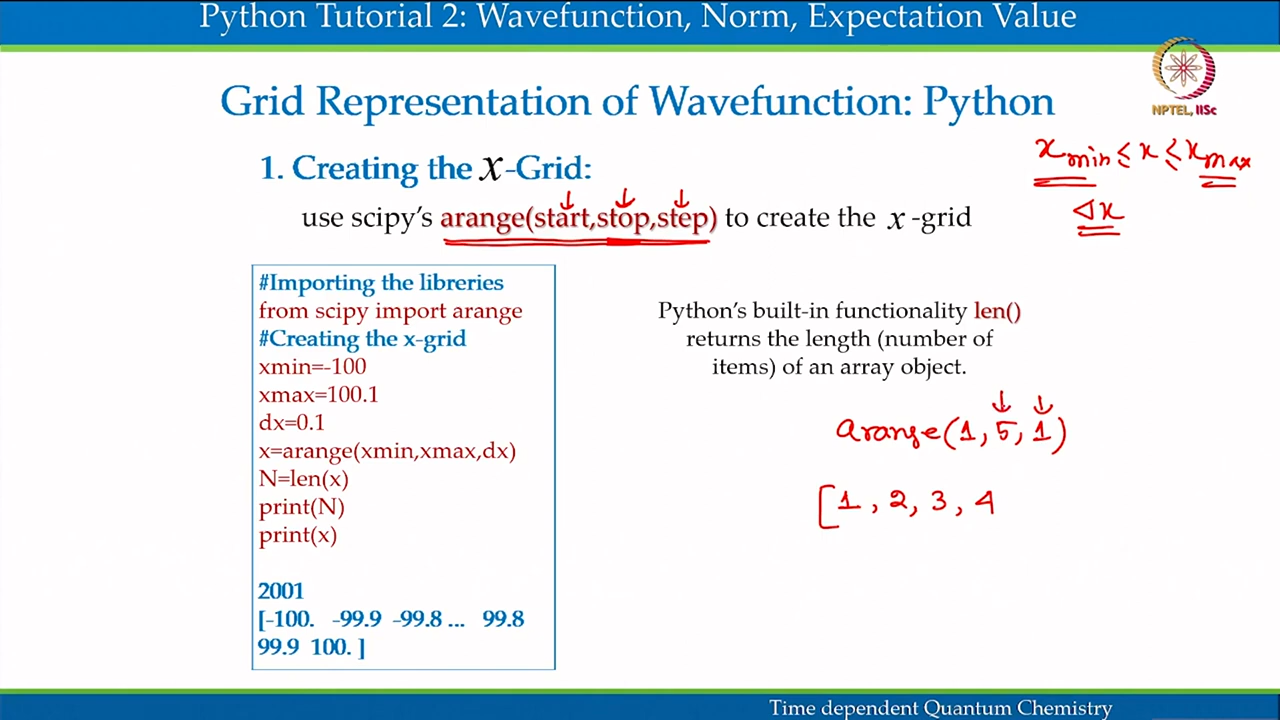 Python Tutorial 2: Wavefunction, Norm, Expectation Value
NPTEL, IISc
Grid Representation of Wavefunction: Python
x_min ≤ x ≤ x_max
Δx
1. Creating the x-Grid:
use scipy's arange(start,stop,step) to create the x -grid
#Importing the libreries
from scipy import arange
#Creating the x-grid
xmin=-100
xmax=100.1
dx=0.1
x=arange(xmin,xmax,dx)
N=len(x)
print(N)
print(x)
2001
[-100. -99.9 -99.8 ... 99.8
99.9 100. ]
Python's built-in functionality len()
returns the length (number of
items) of an array object.
arange(1, 5, 1)
[1, 2, 3, 4
Time dependent Quantum Chemistry